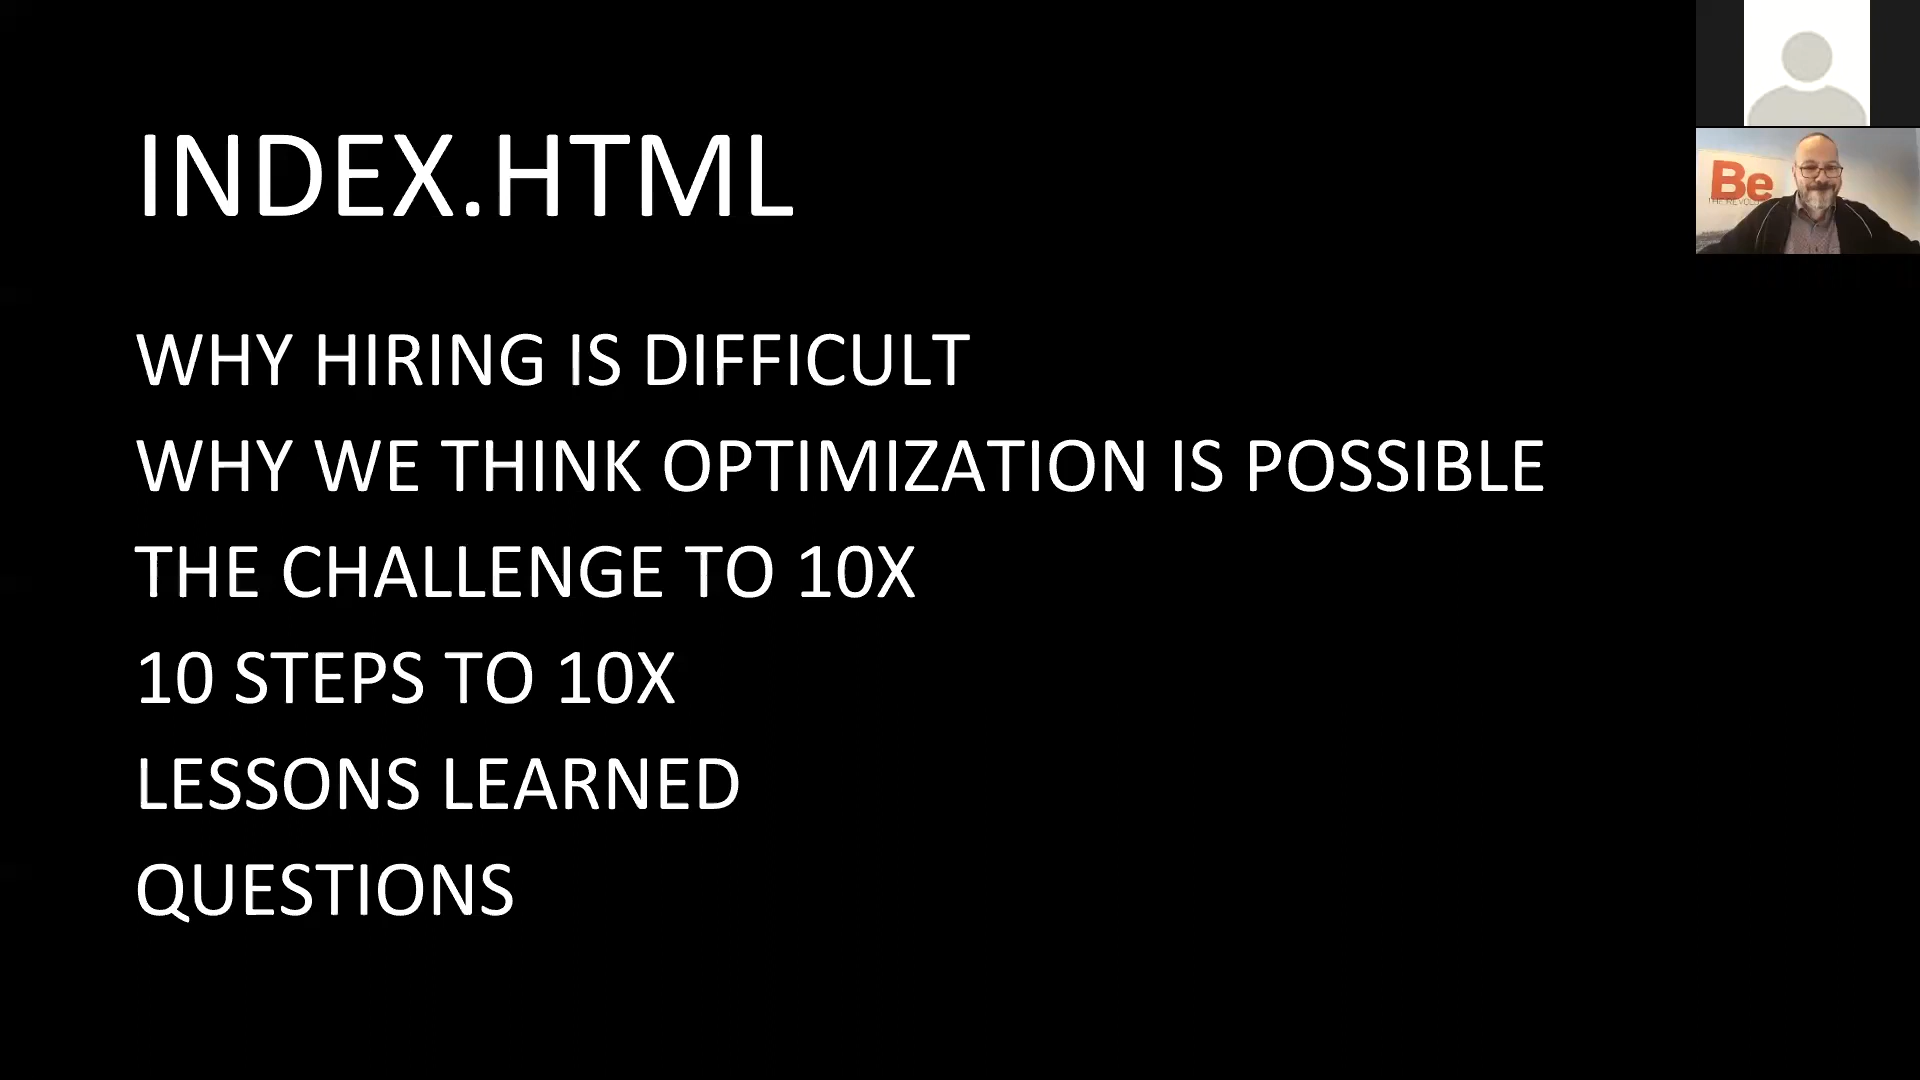 INDEX.HTML
WHY HIRING IS DIFFICULT
WHY WE THINK OPTIMIZATION IS POSSIBLE
THE CHALLENGE TO 10X
10 STEPS TO 10X
LESSONS LEARNED
QUESTIONS
Be